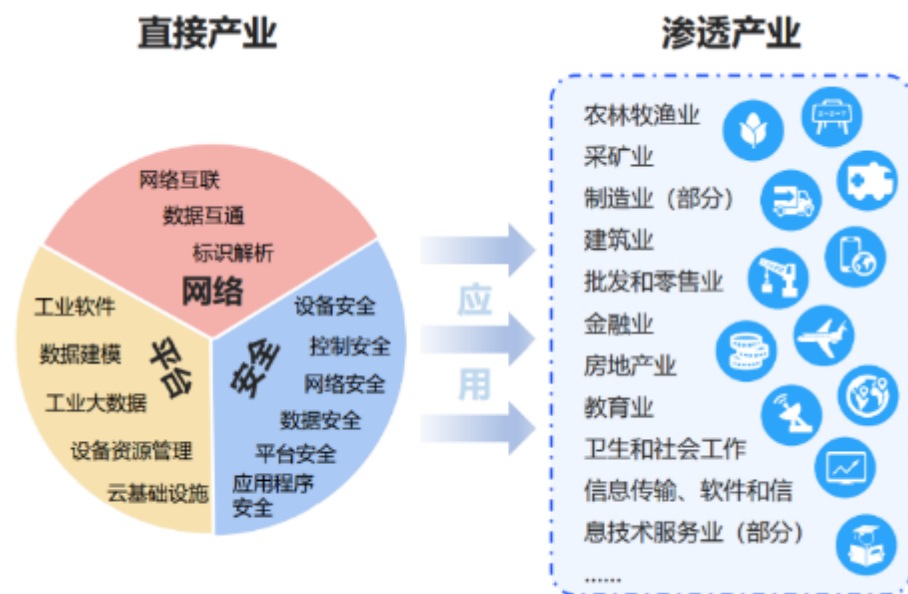 直接产业
渗透产业
网络互联
数据互通
标识解析
网络
工业软件
数据建模
工业大数据
设备资源管理
云基础设施
平台
安全
设备安全
控制安全
网络安全
数据安全
平台安全
应用程序
安全
应
用
农林牧渔业
采矿业
制造业（部分）
建筑业
批发和零售业
金融业
房地产业
教育业
卫生和社会工作
信息传输、软件和信
息技术服务业（部分）
......